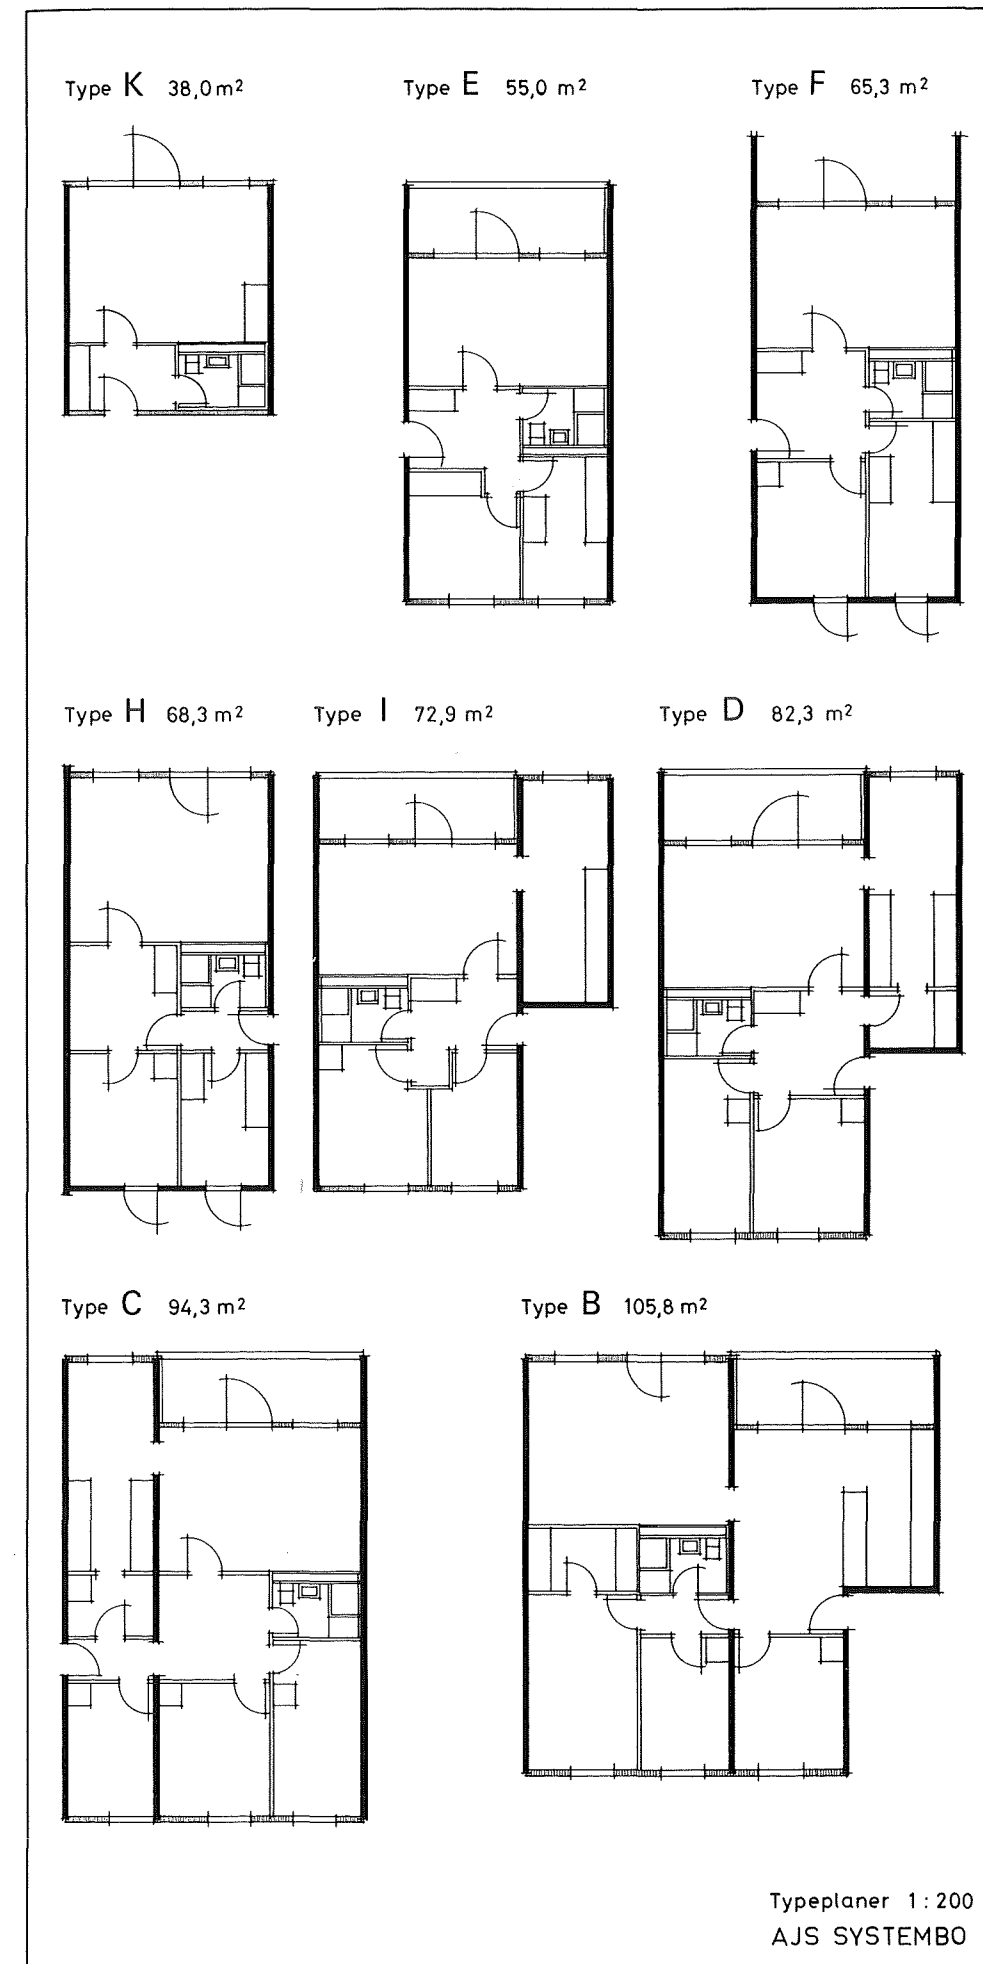 Type K 38,0 m²
Type E 55,0 m²
Type F 65,3 m²
Type H 68,3 m²
Type I 72,9 m²
Type D 82,3 m²
Type C 94,3 m²
Type B 105,8 m²
Typeplaner 1 : 200
AJS SYSTEMBO